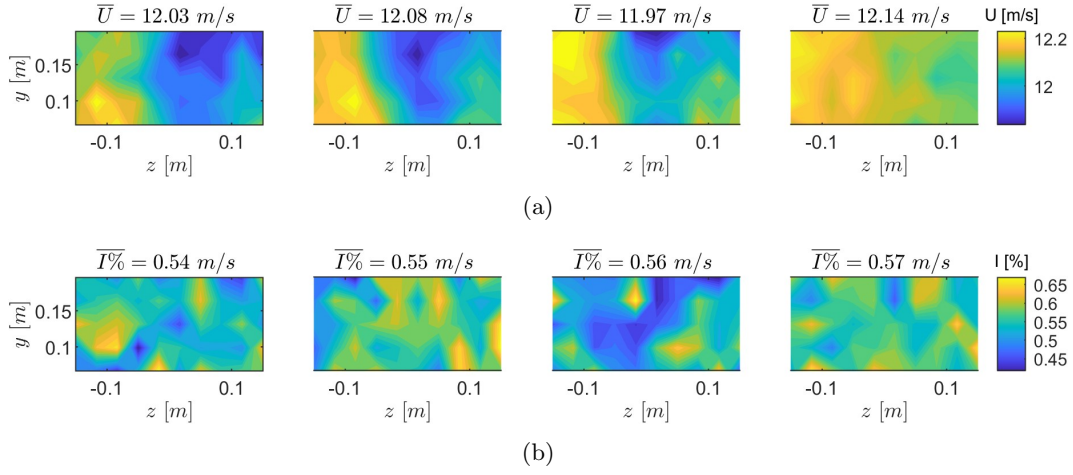 U̅ = 12.03 m/s U̅ = 12.08 m/s U̅ = 11.97 m/s U̅ = 12.14 m/s U [m/s]
y [m] 0.15 0.1 12.2 12
-0.1 0.1 -0.1 0.1 -0.1 0.1 -0.1 0.1
z [m] z [m] z [m] z [m]
(a)
I%̅ = 0.54 m/s I%̅ = 0.55 m/s I%̅ = 0.56 m/s I%̅ = 0.57 m/s I [%]
y [m] 0.15 0.1 0.65 0.6 0.55 0.5 0.45
-0.1 0.1 -0.1 0.1 -0.1 0.1 -0.1 0.1
z [m] z [m] z [m] z [m]
(b)